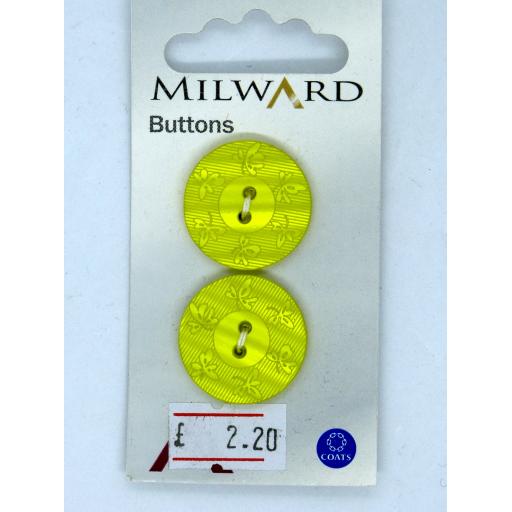 MILWARD
Buttons
£ 2.20
COATS